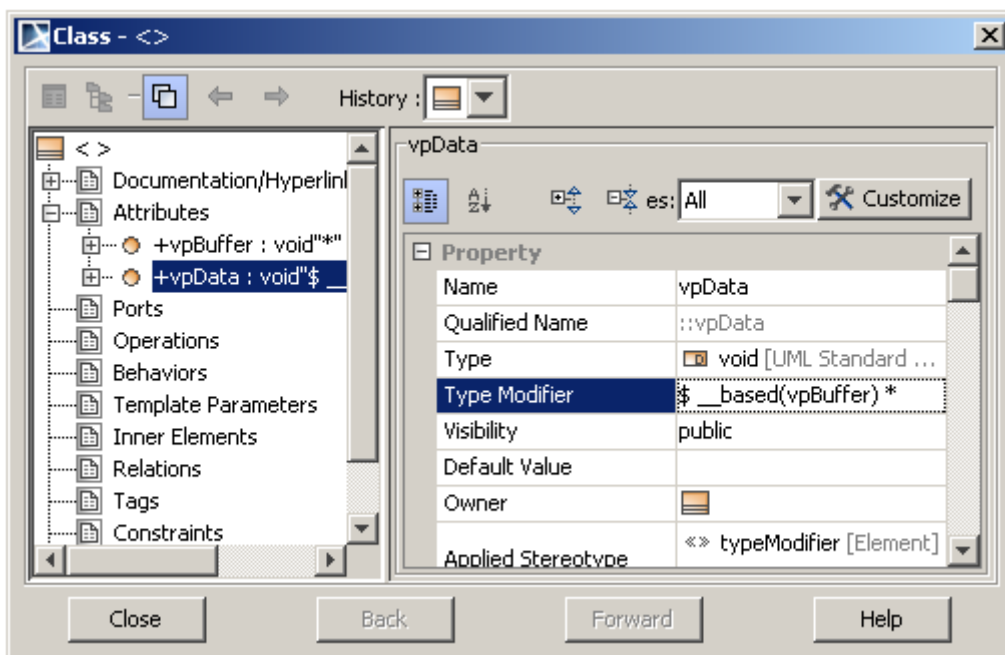 Class - <>
History :
< >
Documentation/Hyperlinl
Attributes
+vpBuffer : void"*"
+vpData : void"$ __
Ports
Operations
Behaviors
Template Parameters
Inner Elements
Relations
Tags
Constraints
vpData
es: All Customize
Property
Name vpData
Qualified Name ::vpData
Type void [UML Standard ...
Type Modifier $ __based(vpBuffer) *
Visibility public
Default Value
Owner
Applied Stereotype «» typeModifier [Element]
Close Back Forward Help